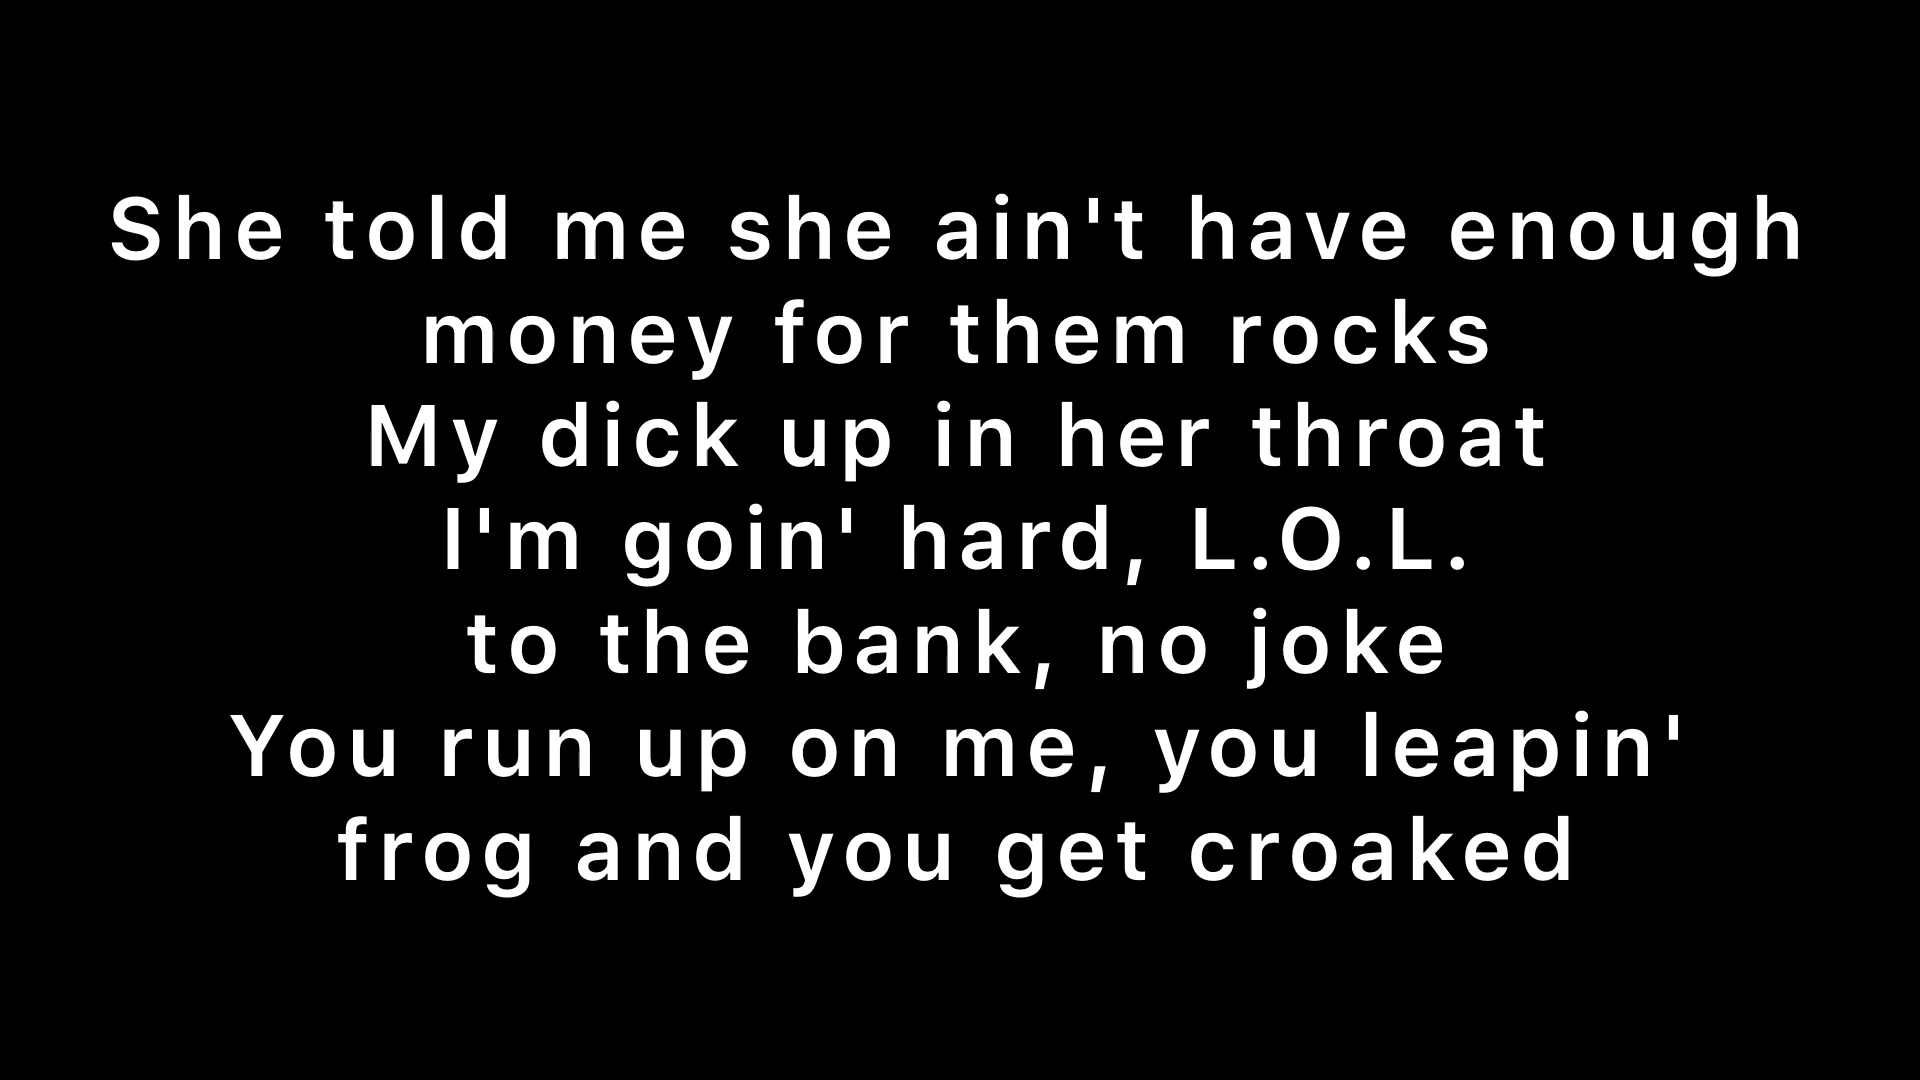 She told me she ain't have enough
money for them rocks
My dick up in her throat
I'm goin' hard, L.O.L.
to the bank, no joke
You run up on me, you leapin'
frog and you get croaked